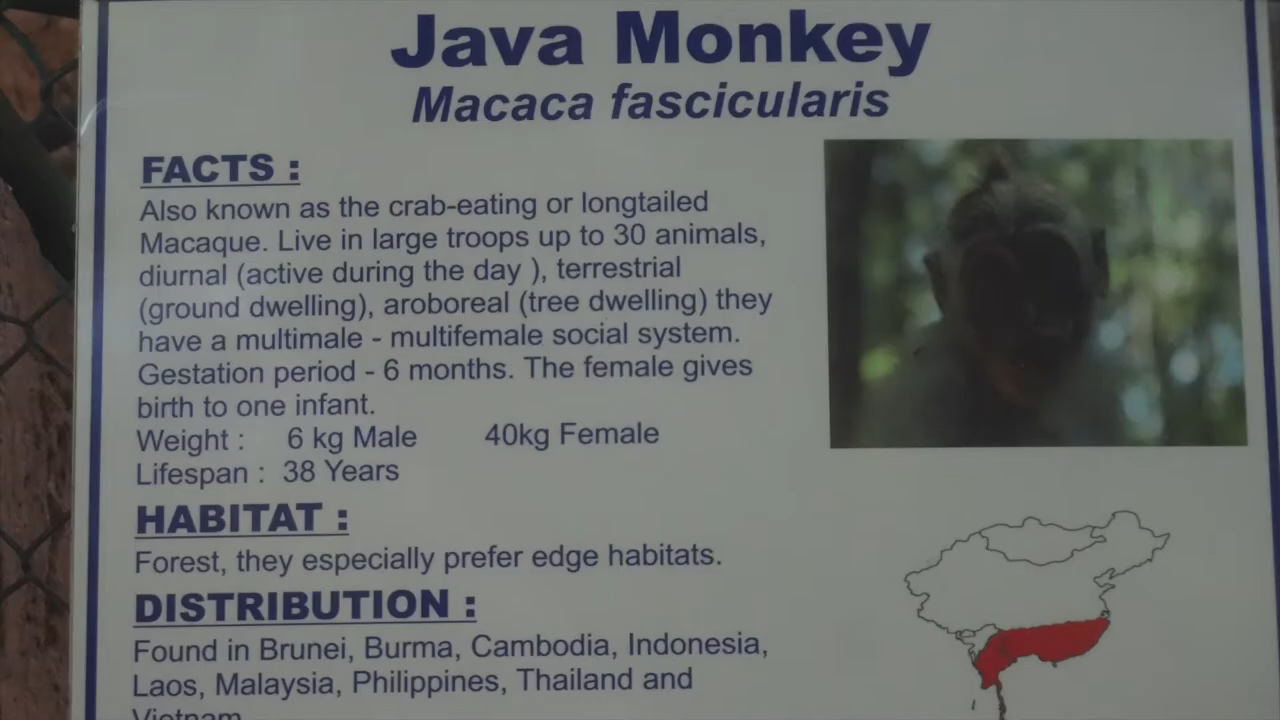 Java Monkey
Macaca fascicularis
FACTS :
Also known as the crab-eating or longtailed
Macaque. Live in large troops up to 30 animals,
diurnal (active during the day ), terrestrial
(ground dwelling), aroboreal (tree dwelling) they
have a multimale - multifemale social system.
Gestation period - 6 months. The female gives
birth to one infant.
Weight : 6 kg Male 40kg Female
Lifespan : 38 Years
HABITAT :
Forest, they especially prefer edge habitats.
DISTRIBUTION :
Found in Brunei, Burma, Cambodia, Indonesia,
Laos, Malaysia, Philippines, Thailand and
Vietnam